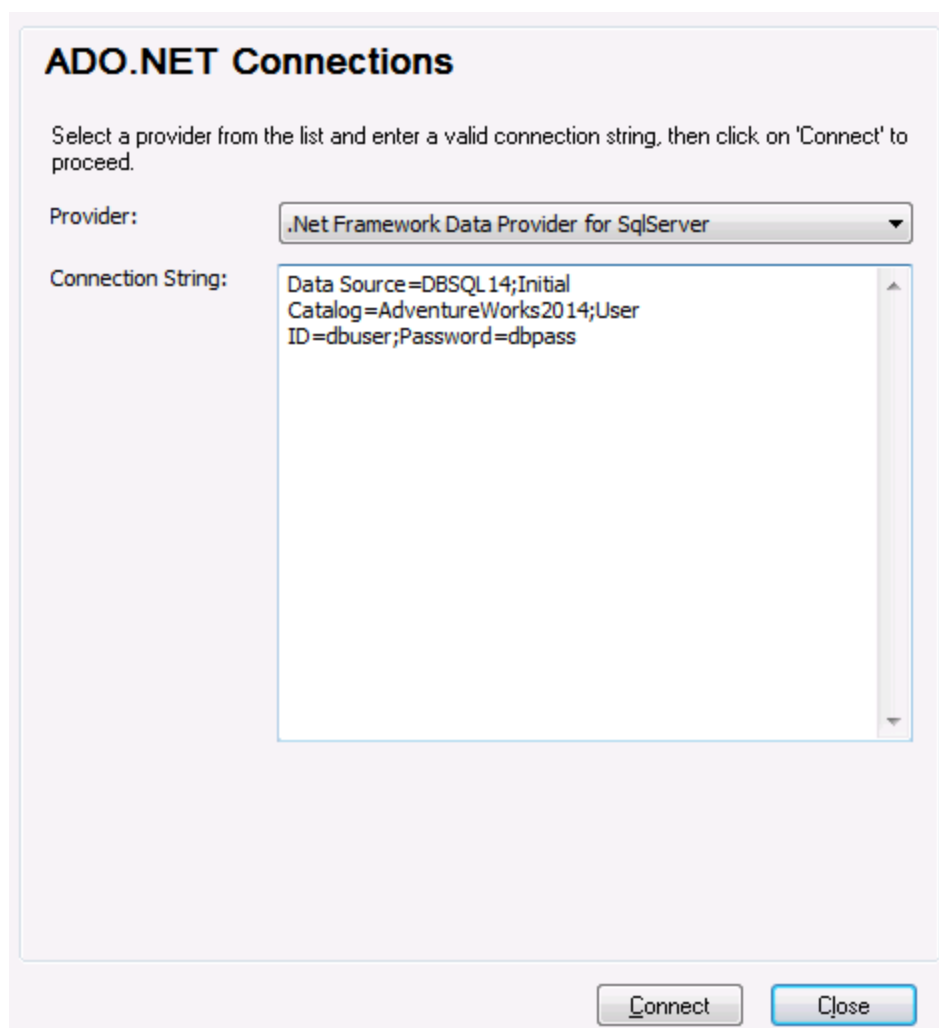 ADO.NET Connections
Select a provider from the list and enter a valid connection string, then click on 'Connect' to
proceed.
Provider:
.Net Framework Data Provider for SqlServer
Connection String:
Data Source=DBSQL14;Initial
Catalog=AdventureWorks2014;User
ID=dbuser;Password=dbpass
Connect
Close